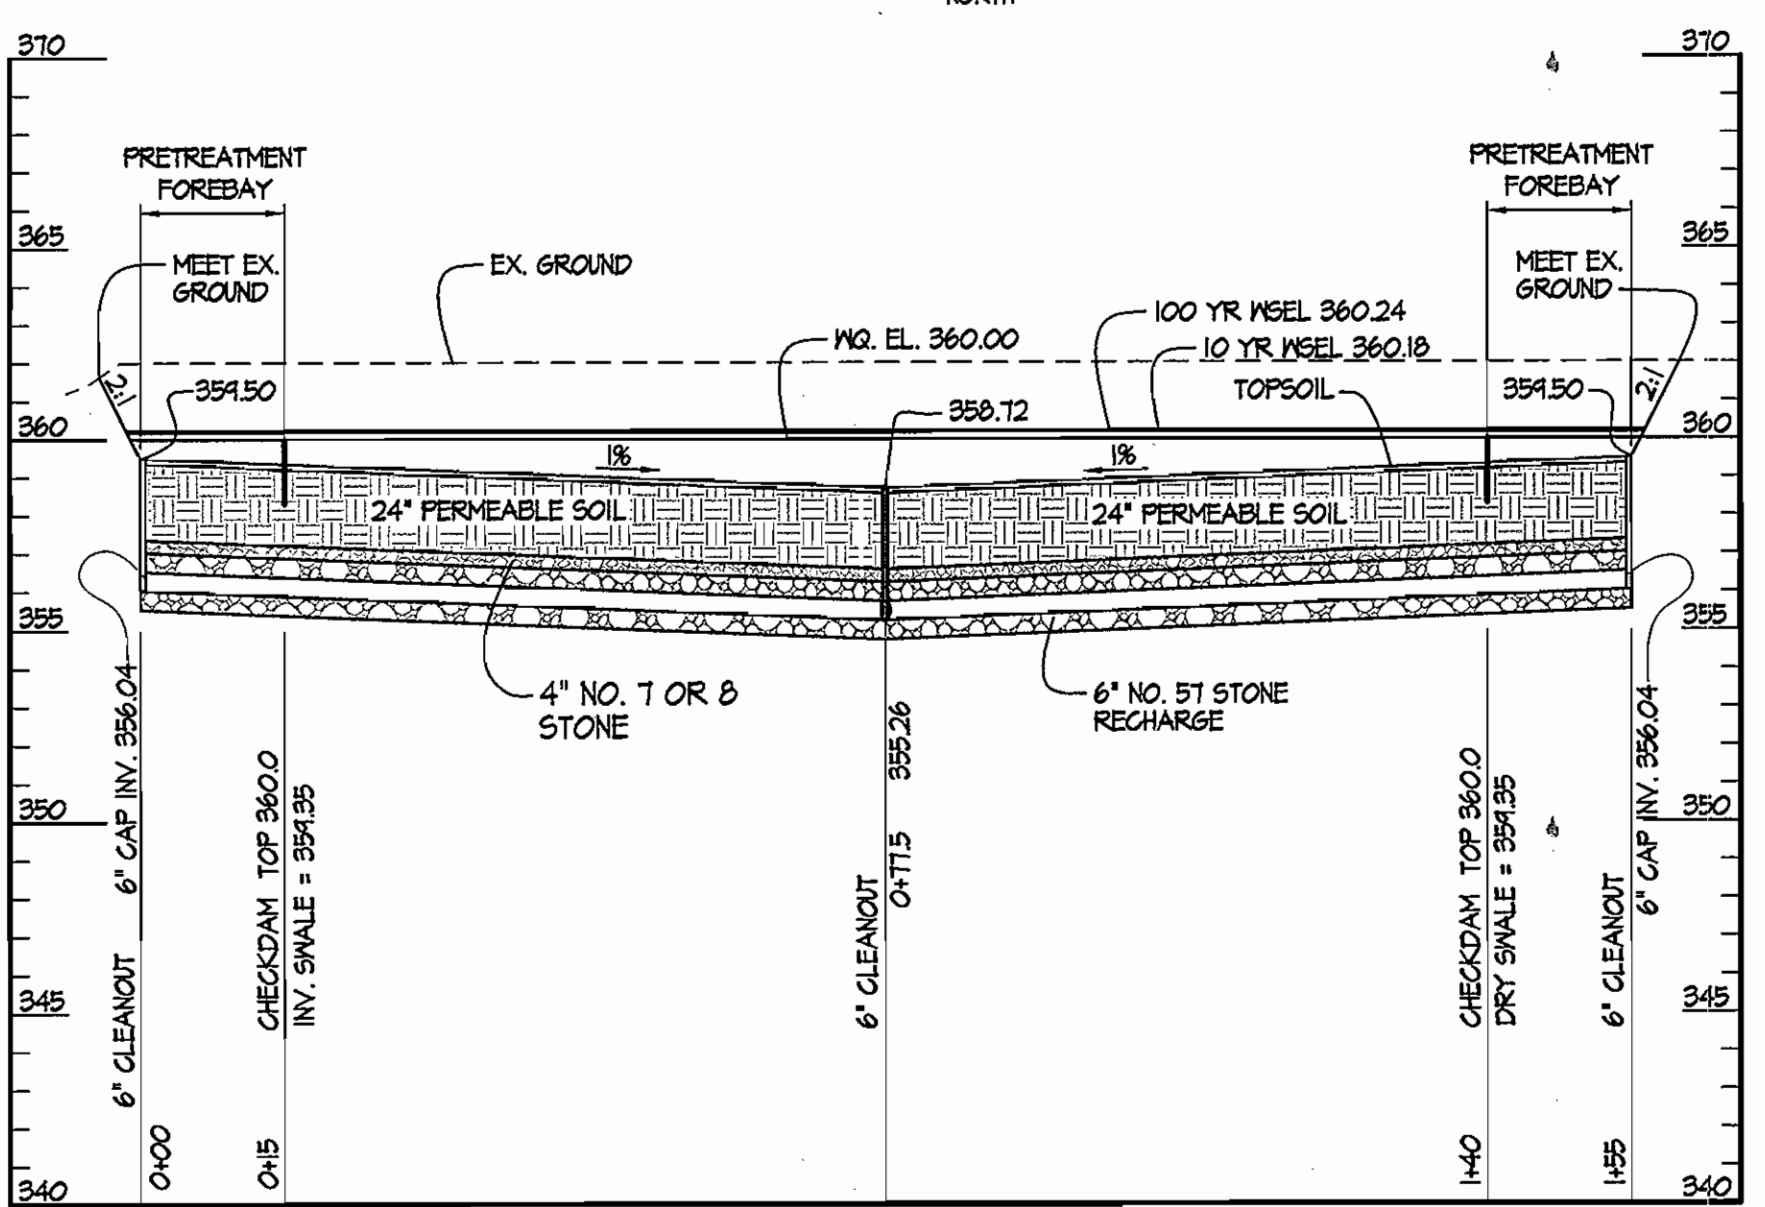 370
370
PRETREATMENT
FOREBAY
PRETREATMENT
FOREBAY
365
365
MEET EX.
GROUND
EX. GROUND
MEET EX.
GROUND
100 YR WSEL 360.24
WQ. EL. 360.00
10 YR WSEL 360.18
2:1
359.50
358.72
TOPSOIL
359.50
2:1
360
360
1%
1%
24" PERMEABLE SOIL
24" PERMEABLE SOIL
355
355
4" NO. 7 OR 8
STONE
6" NO. 57 STONE
RECHARGE
350
350
345
345
340
340
6" CLEANOUT 6" CAP INV. 356.04
0+00
CHECKDAM TOP 360.0
INV. SWALE = 359.35
0+15
6" CLEANOUT
0+77.5 355.26
CHECKDAM TOP 360.0
DRY SWALE = 359.35
1+40
6" CLEANOUT
6" CAP INV. 356.04
1+55